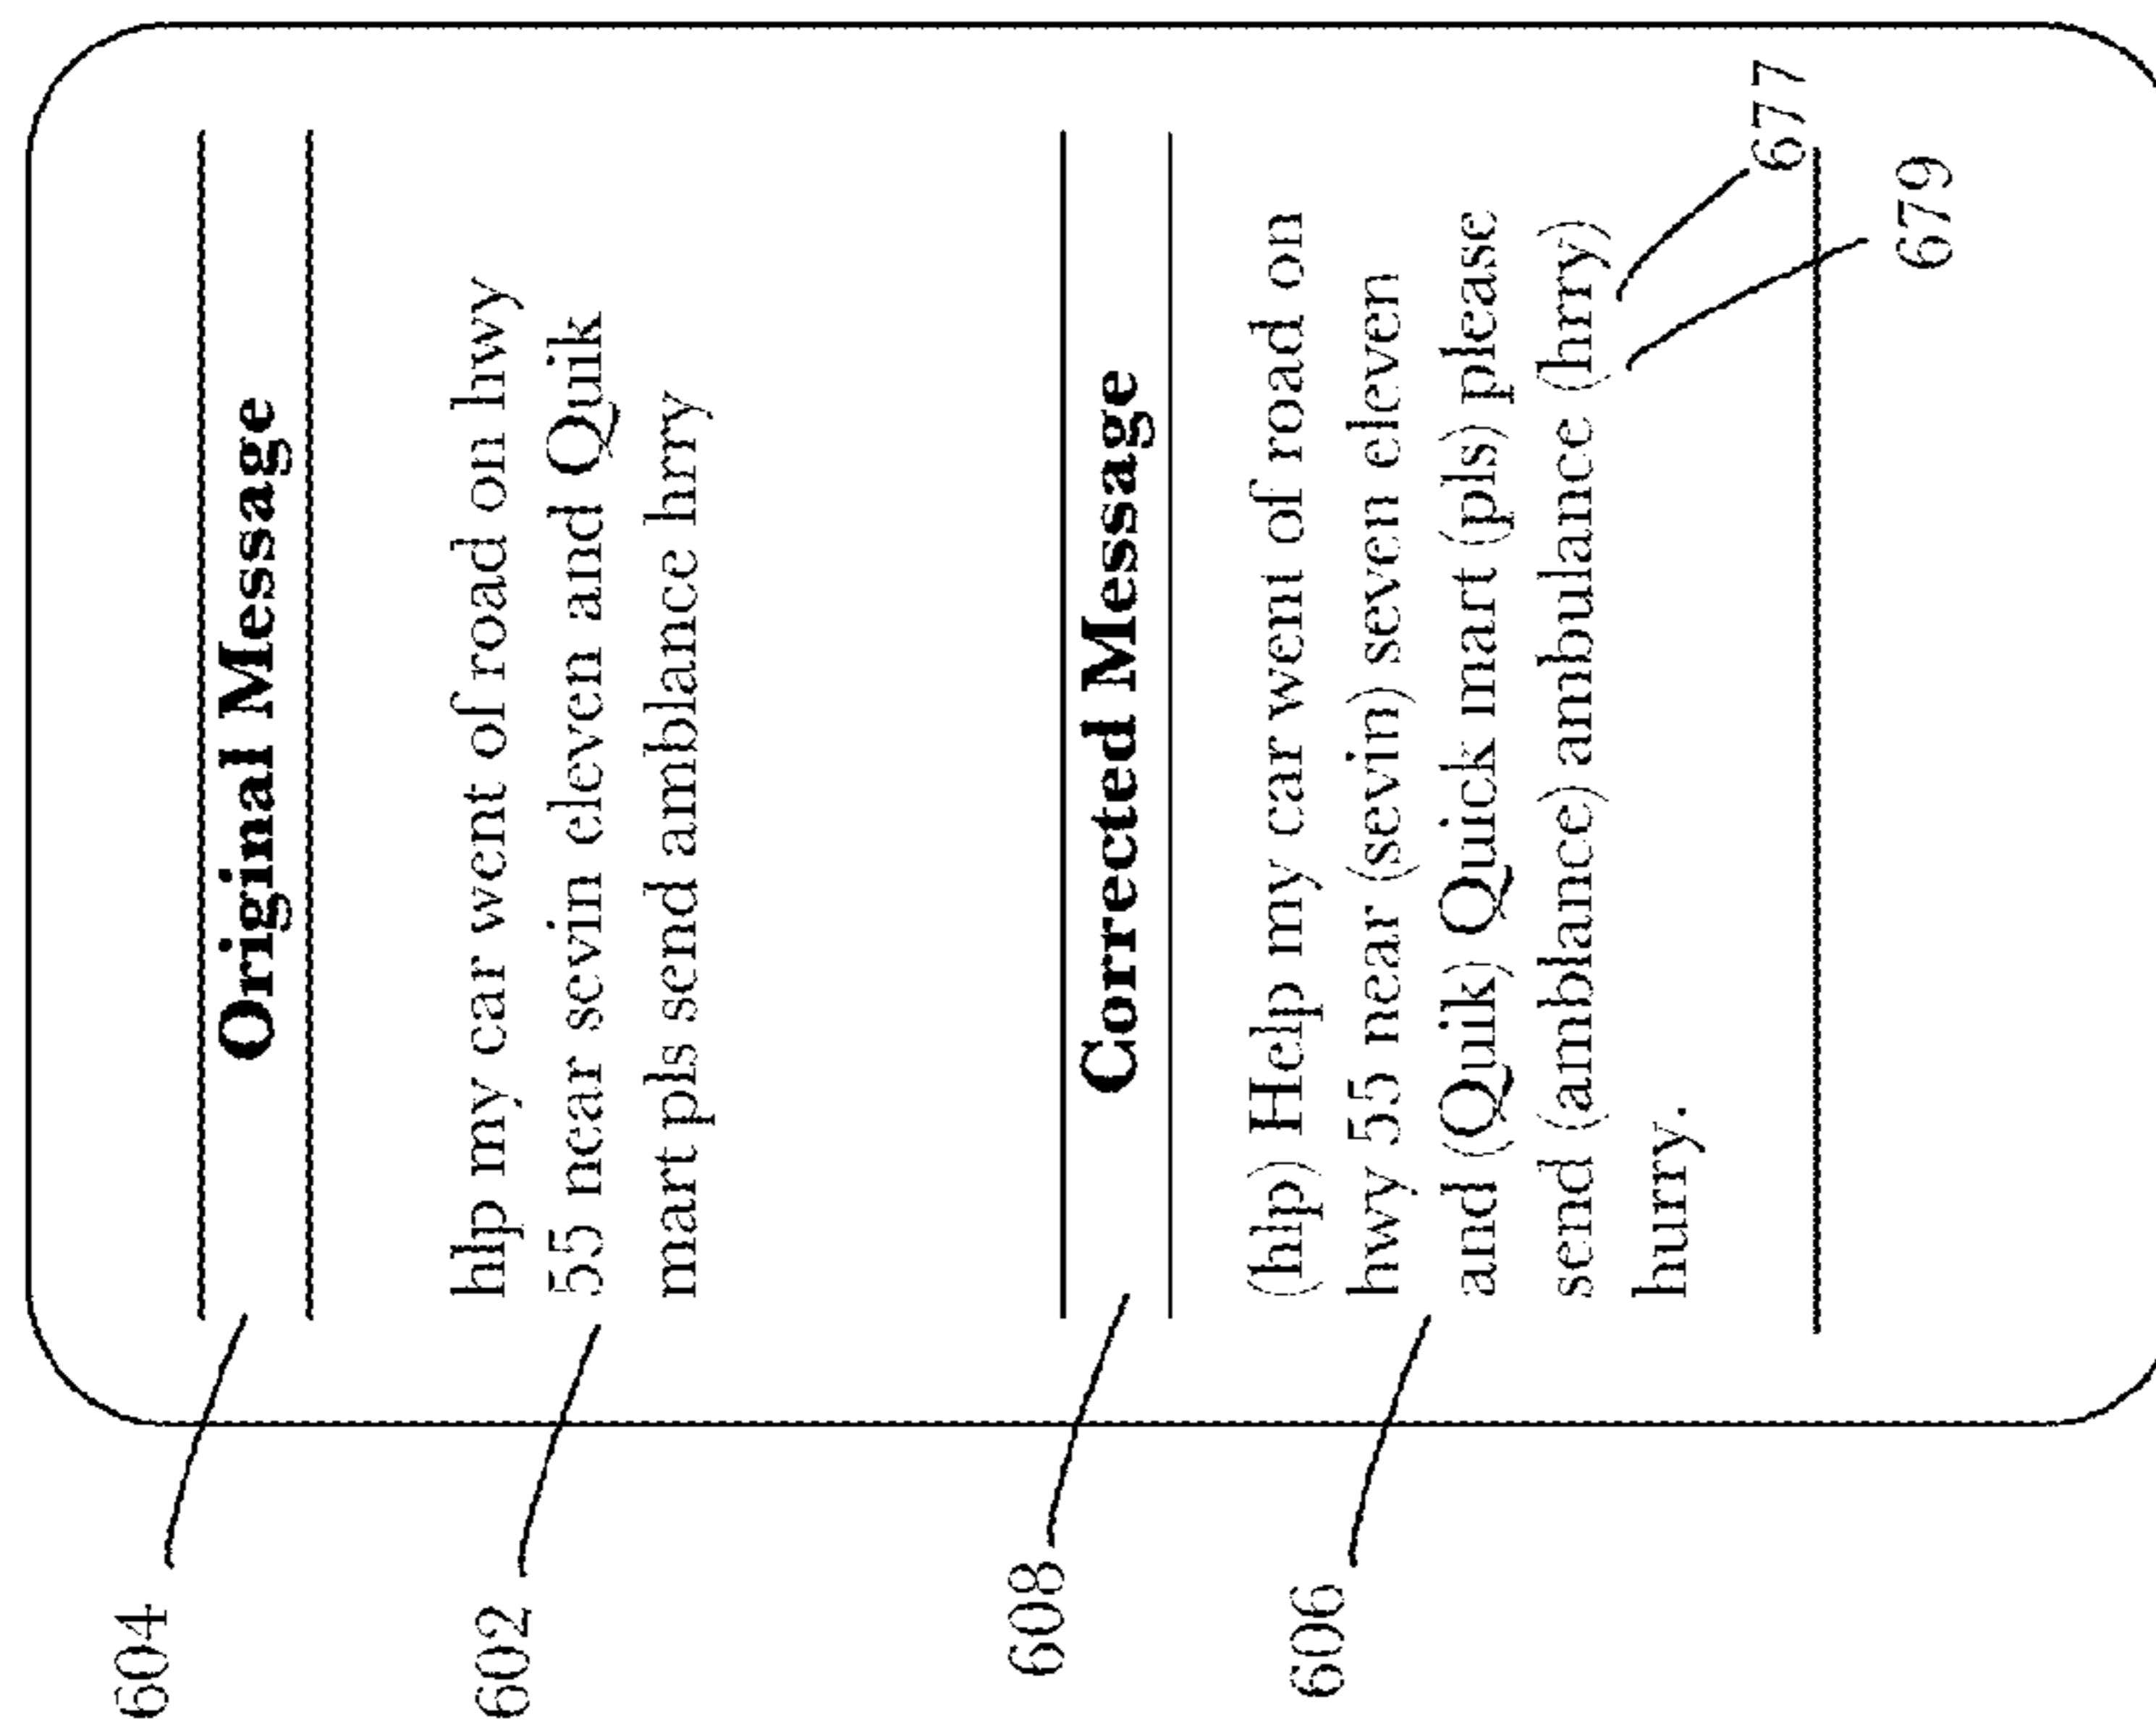 604
Original Message
602
hlp my car went of road on hwy
55 near sevin eleven and Quik
mart pls send amblance hrry
608
Corrected Message
606
(hlp) Help my car went of road on
hwy 55 near (sevin) seven eleven
and (Quik) Quick mart (pls) please
send (amblance) ambulance (hrry)
hurry.
677
679